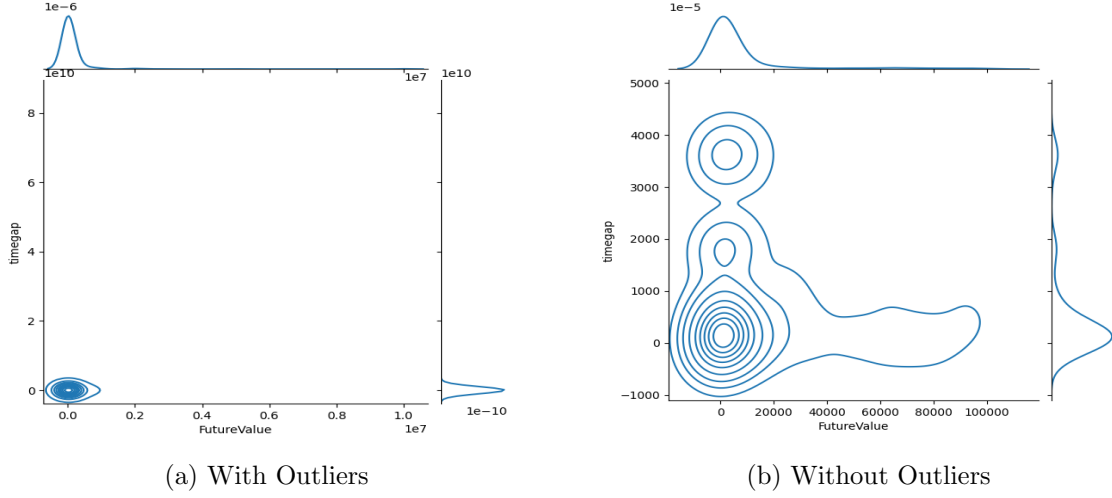 1e−6
1e−5
1e10
1e7
1e10
8
6
4
2
0
timegap
0.0 0.2 0.4 0.6 0.8 1.0
1e7
FutureValue
1e−10
5000
4000
3000
2000
1000
0
−1000
timegap
0 20000 40000 60000 80000 100000
FutureValue
(a) With Outliers
(b) Without Outliers